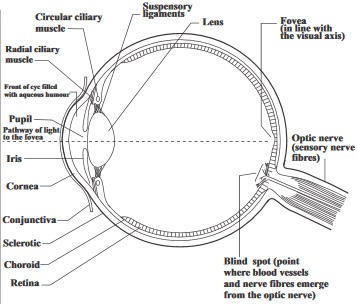 Suspensory
ligaments
Circular ciliary
muscle
Lens
Fovea
(in line with
the visual axis)
Radial ciliary
muscle
Front of eye filled
with aqueous humour
Pupil
Pathway of light
to the fovea
Iris
Cornea
Conjunctiva
Sclerotic
Choroid
Retina
Optic nerve
(sensory nerve
fibres)
Blind spot (point
where blood vessels
and nerve fibres emerge
from the optic nerve)